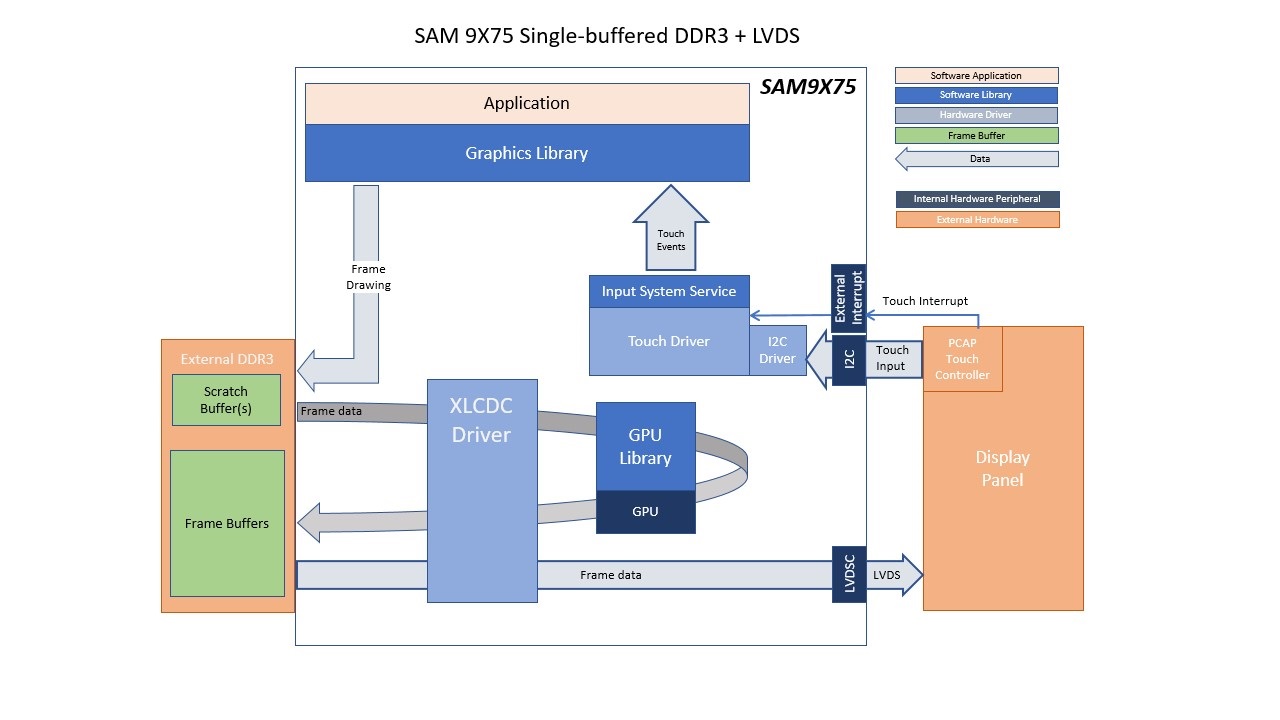 SAM 9X75 Single-buffered DDR3 + LVDS
SAM9X75
Application
Graphics Library
Software Application
Software Library
Hardware Driver
Frame Buffer
Data
Internal Hardware Peripheral
External Hardware
Touch
Events
Frame
Drawing
Input System Service
Touch Driver
I2C
Driver
External
Interrupt
Touch Interrupt
I2C
Touch
Input
PCAP
Touch
Controller
Display
Panel
External DDR3
Scratch
Buffer(s)
Frame Buffers
Frame data
XLCDC
Driver
GPU
Library
GPU
Frame data
LVDSC
LVDS